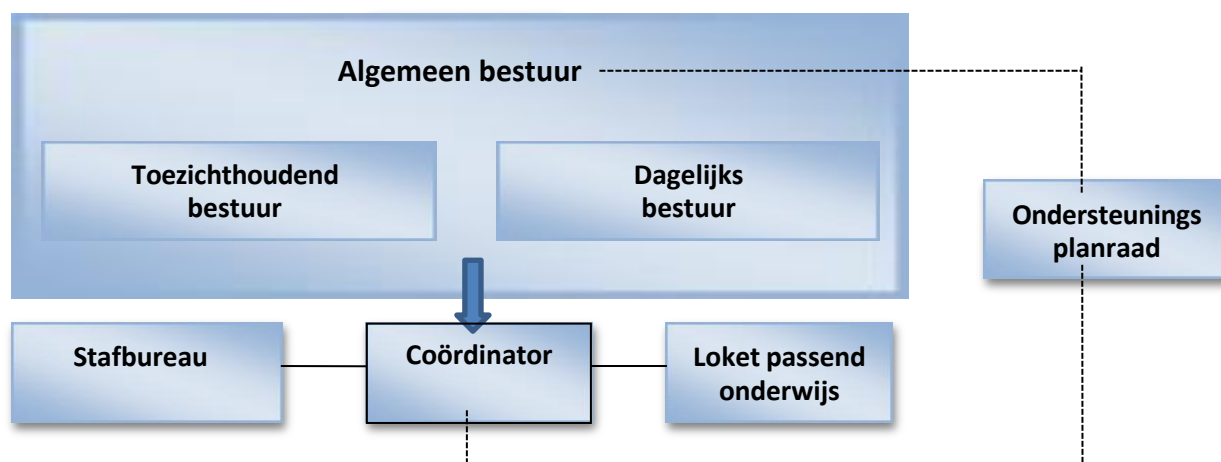 Algemeen bestuur
Toezichthoudend
bestuur
Dagelijks
bestuur
Ondersteunings
planraad
Stafbureau
Coördinator
Loket passend
onderwijs